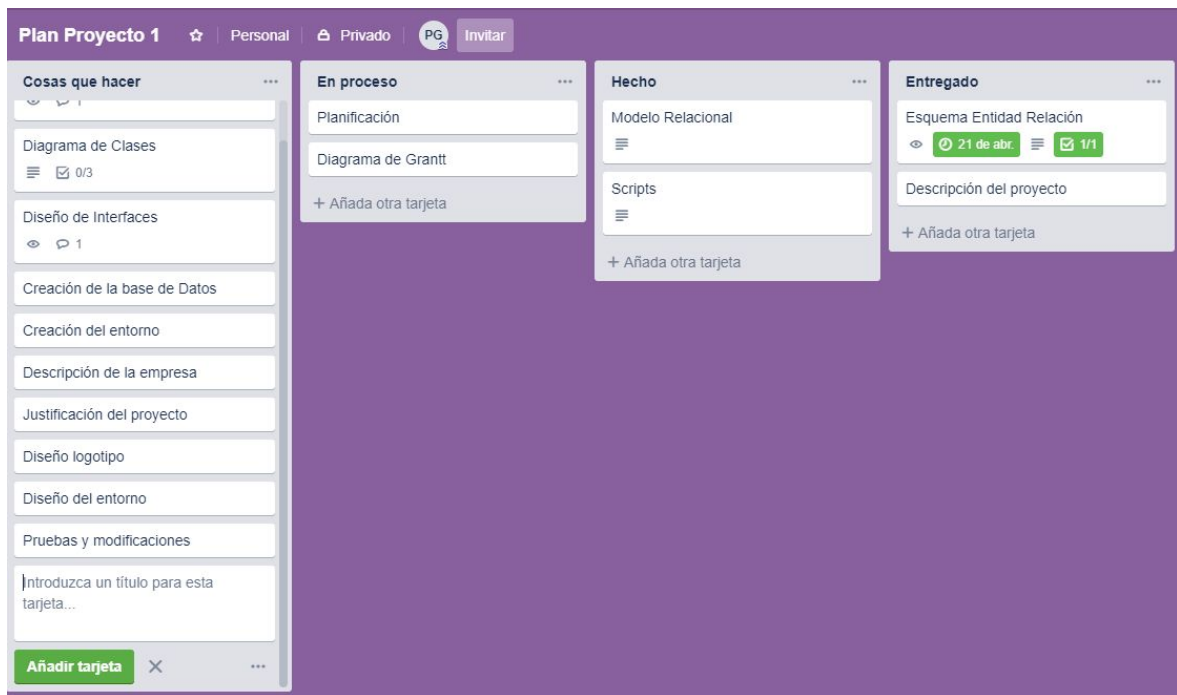 Plan Proyecto 1 Personal Privado PG Invitar
Cosas que hacer
1
Diagrama de Clases
0/3
Diseño de Interfaces
1
Creación de la base de Datos
Creación del entorno
Descripción de la empresa
Justificación del proyecto
Diseño logotipo
Diseño del entorno
Pruebas y modificaciones
Introduzca un título para esta
tarjeta...
Añadir tarjeta
En proceso
Planificación
Diagrama de Grantt
+ Añada otra tarjeta
Hecho
Modelo Relacional
Scripts
+ Añada otra tarjeta
Entregado
Esquema Entidad Relación
21 de abr. 1/1
Descripción del proyecto
+ Añada otra tarjeta